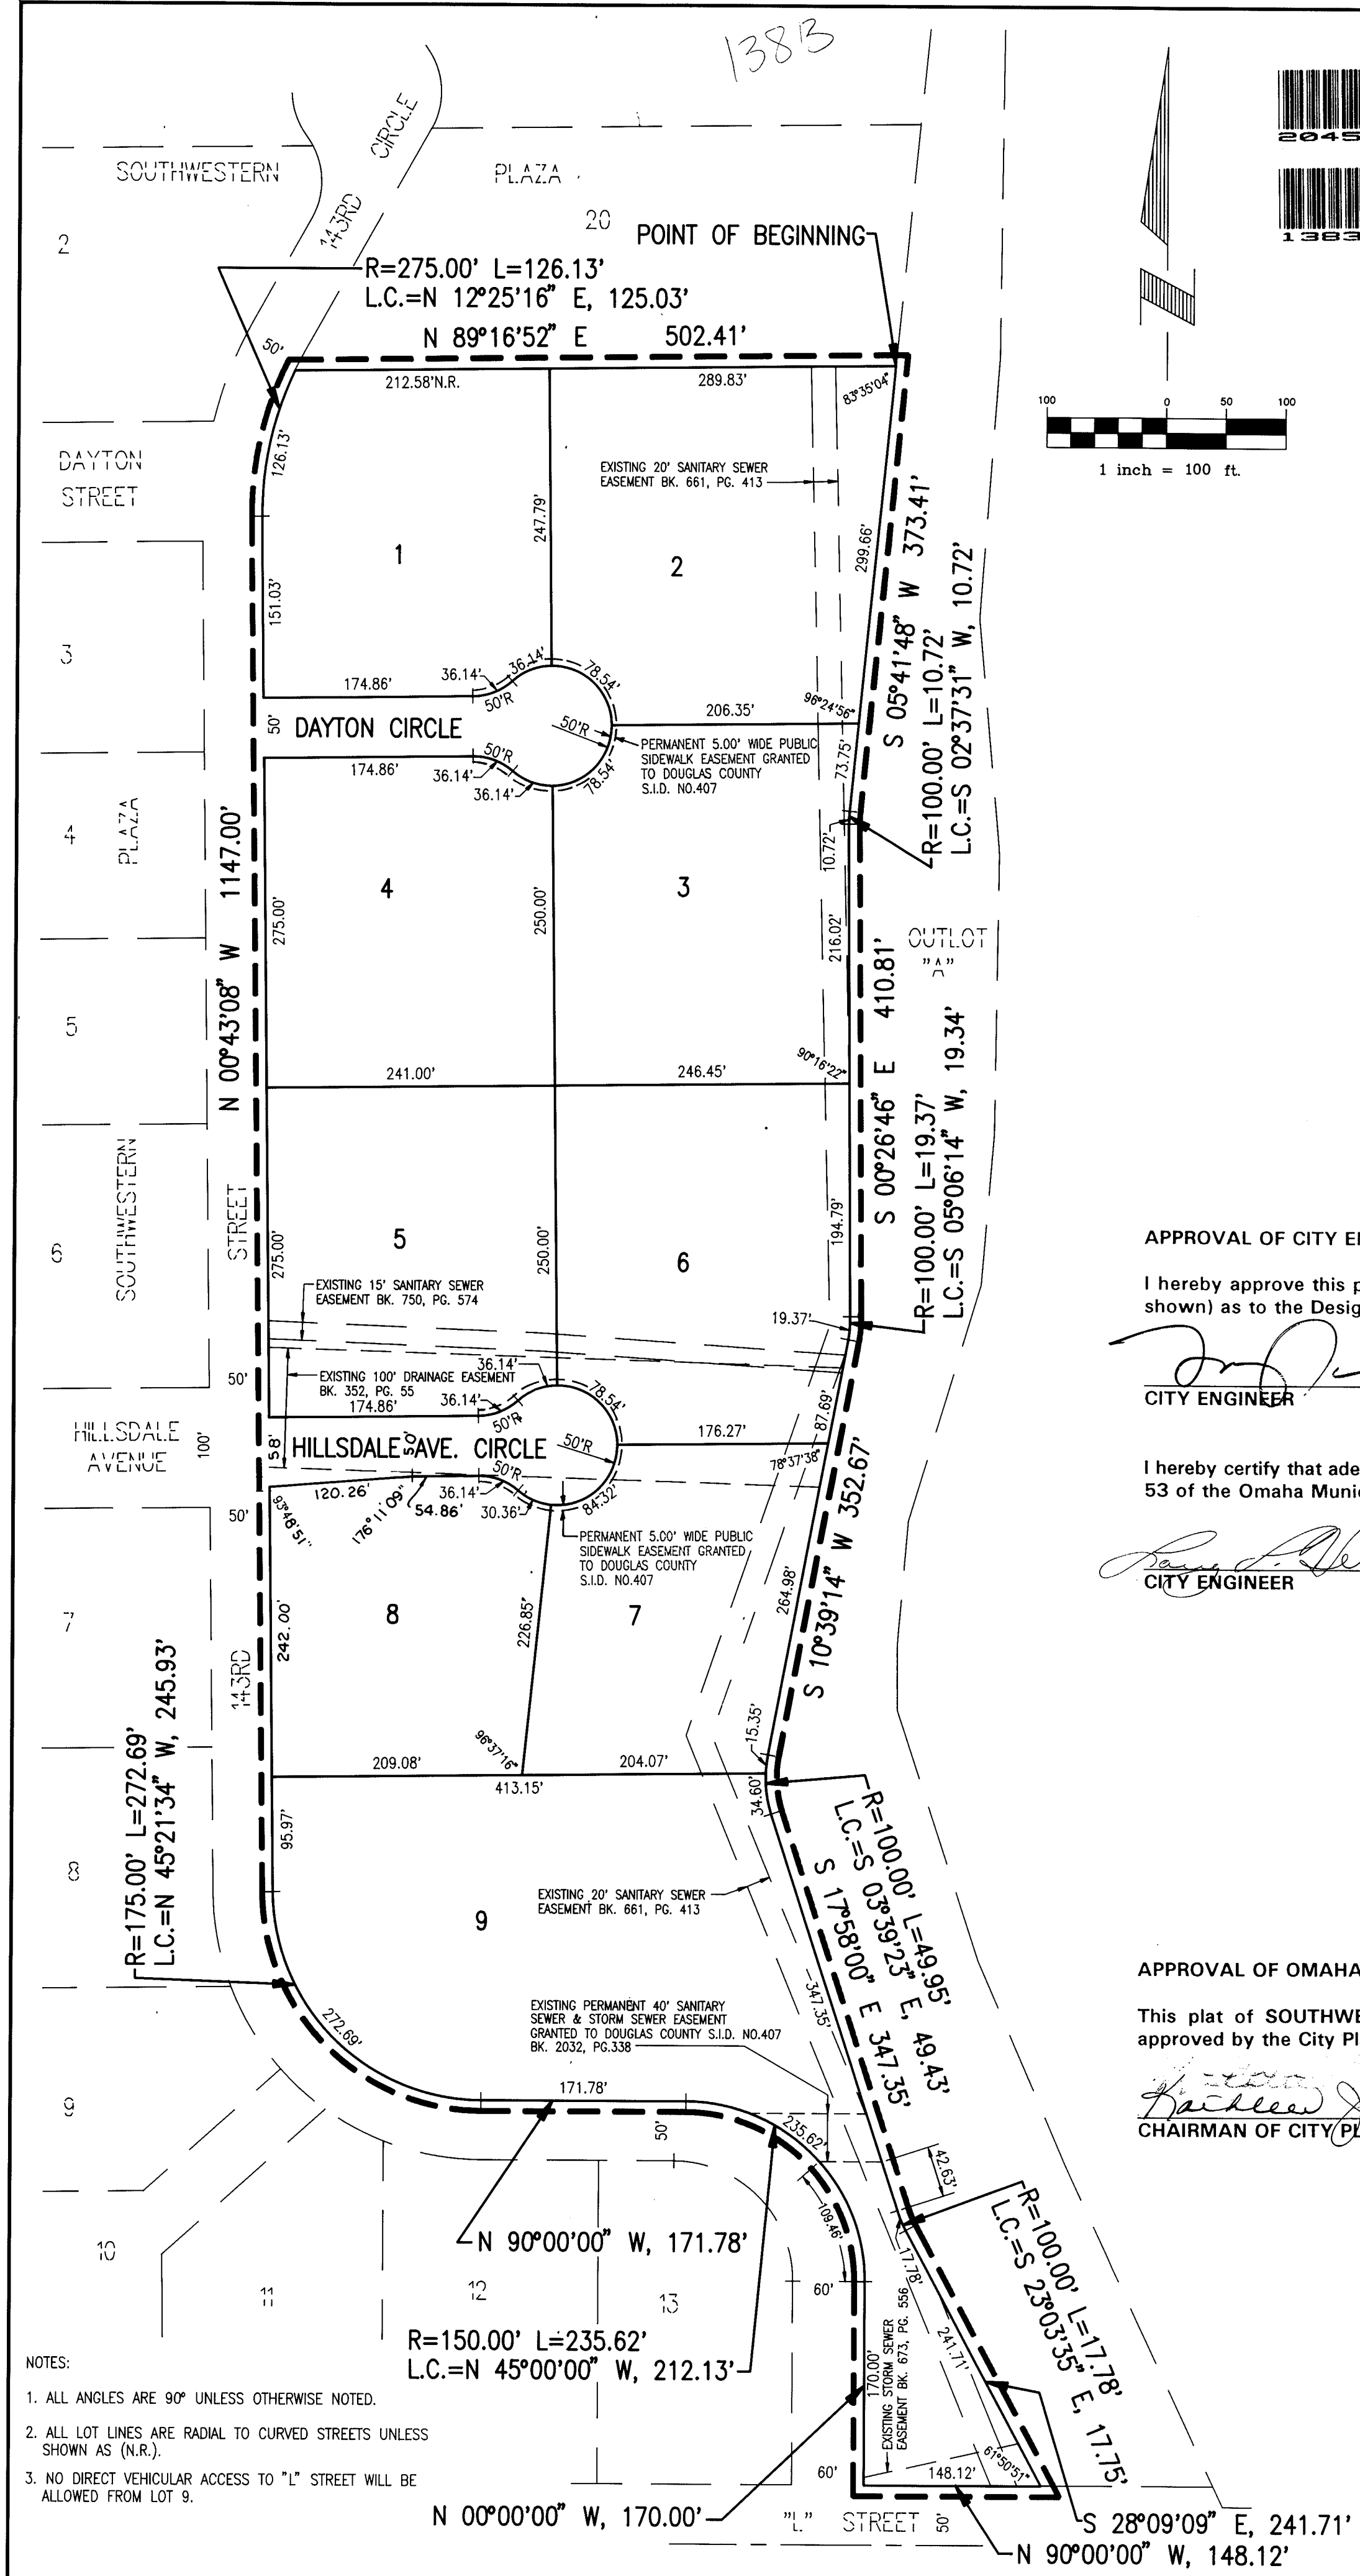 138B
2045
1383
SOUTHWESTERN
PLAZA
143RD
CIRCLE
2
20
POINT OF BEGINNING
R=275.00' L=126.13'
L.C.=N 12°25'16" E, 125.03'
N 89°16'52" E 502.41'
50'
212.58'N.R.
289.83'
83°35'04"
100 0 50 100
1 inch = 100 ft.
DAYTON
STREET
126.13'
EXISTING 20' SANITARY SEWER
EASEMENT BK. 661, PG. 413
247.79'
299.66'
S 05°41'48" W 373.41'
1
2
151.03'
R=100.00' L=10.72'
L.C.=S 02°37'31" W, 10.72'
3
174.86'
36.14'
36.14'
50'R
78.54'
206.35'
96°24'56"
50'
DAYTON CIRCLE
50'R
PERMANENT 5.00' WIDE PUBLIC
SIDEWALK EASEMENT GRANTED
TO DOUGLAS COUNTY
S.I.D. NO.407
73.75'
174.86'
50'R
36.14'
36.14'
78.54'
4
PLAZA
10.72'
N 00°43'08" W 1147.00'
4
3
275.00'
250.00'
216.02'
OUTLOT
"A"
S 00°26'46" E 410.81'
5
90°16'22"
241.00'
246.45'
R=100.00' L=19.37'
L.C.=S 05°06'14" W, 19.34'
SOUTHWESTERN
STREET
6
275.00'
5
250.00'
6
194.79'
EXISTING 15' SANITARY SEWER
EASEMENT BK. 750, PG. 574
19.37'
EXISTING 100' DRAINAGE EASEMENT
BK. 352, PG. 55
50'
36.14'
174.86'
36.14'
50'R
78.54'
87.69'
HILLSDALE
AVENUE
100'
58'
HILLSDALE AVE. CIRCLE
50'
50'R
176.27'
78°37'38"
50'R
120.26'
176°11'09"
54.86'
36.14'
30.36'
84.32'
50'
93°48'51"
PERMANENT 5.00' WIDE PUBLIC
SIDEWALK EASEMENT GRANTED
TO DOUGLAS COUNTY
S.I.D. NO.407
S 10°39'14" W 352.67'
264.98'
7
242.00'
8
226.85'
7
143RD
R=175.00' L=272.69'
L.C.=N 45°21'34" W, 245.93'
96°37'16"
15.35'
209.08'
204.07'
413.15'
34.60'
R=100.00' L=49.95'
L.C.=S 03°39'23" E, 49.43'
S 17°58'00" E 347.35'
95.97'
8
EXISTING 20' SANITARY SEWER
EASEMENT BK. 661, PG. 413
9
347.35'
EXISTING PERMANENT 40' SANITARY
SEWER & STORM SEWER EASEMENT
GRANTED TO DOUGLAS COUNTY S.I.D. NO.407
BK. 2032, PG.338
272.69'
9
171.78'
50'
235.62'
42.63'
109.46'
N 90°00'00" W, 171.78'
10
11
12
13
60'
17.78'
R=100.00' L=17.78'
L.C.=S 23°03'35" E, 17.75'
R=150.00' L=235.62'
L.C.=N 45°00'00" W, 212.13'
170.00'
EXISTING STORM SEWER
EASEMENT BK. 673, PG. 556
241.71'
61°50'51"
60'
148.12'
N 00°00'00" W, 170.00'
"L" STREET
50'
S 28°09'09" E, 241.71'
N 90°00'00" W, 148.12'
NOTES:
1. ALL ANGLES ARE 90° UNLESS OTHERWISE NOTED.
2. ALL LOT LINES ARE RADIAL TO CURVED STREETS UNLESS
SHOWN AS (N.R.).
3. NO DIRECT VEHICULAR ACCESS TO "L" STREET WILL BE
ALLOWED FROM LOT 9.
APPROVAL OF CITY E
I hereby approve this p
shown) as to the Desig
CITY ENGINEER
I hereby certify that ade
53 of the Omaha Munic
CITY ENGINEER
APPROVAL OF OMAHA
This plat of SOUTHWE
approved by the City Pl
Kathleen
CHAIRMAN OF CITY PL